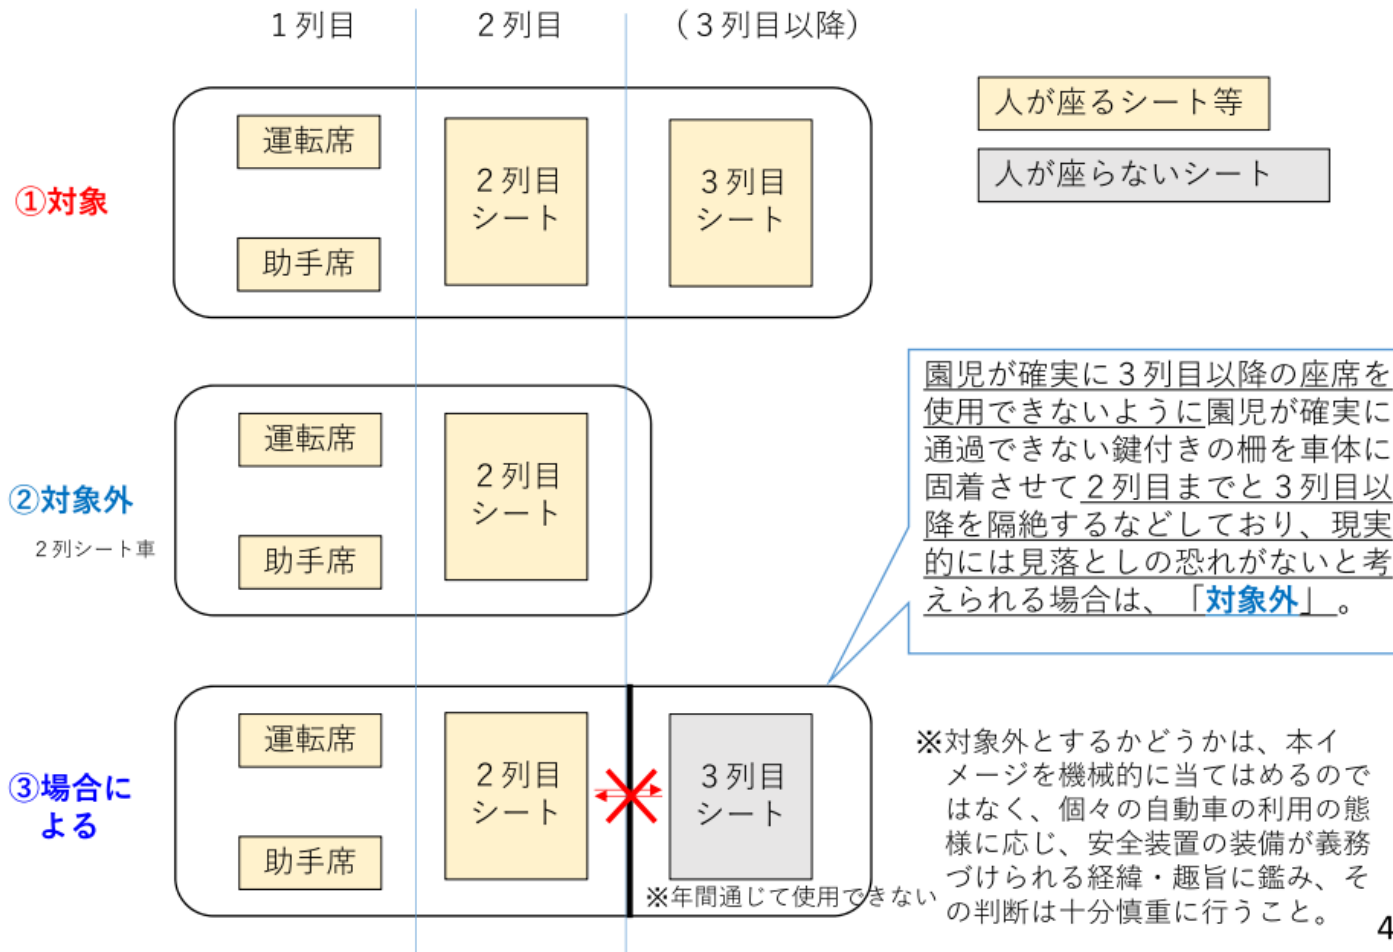 1列目
2列目
(3列目以降)
人が座るシート等
人が座らないシート
①対象
運転席
助手席
2列目
シート
3列目
シート
②対象外
2列シート車
運転席
助手席
2列目
シート
園児が確実に3列目以降の座席を
使用できないように園児が確実に
通過できない鍵付きの柵を車体に
固着させて2列目までと3列目以
降を隔絶するなどしており、現実
的には見落としの恐れがないと考
えられる場合は、「対象外」。
③場合に
よる
運転席
助手席
2列目
シート
3列目
シート
※年間通じて使用できない
※対象外とするかどうかは、本イ
メージを機械的に当てはめるので
はなく、個々の自動車の利用の態
様に応じ、安全装置の装備が義務
づけられる経緯・趣旨に鑑み、そ
の判断は十分慎重に行うこと。
4